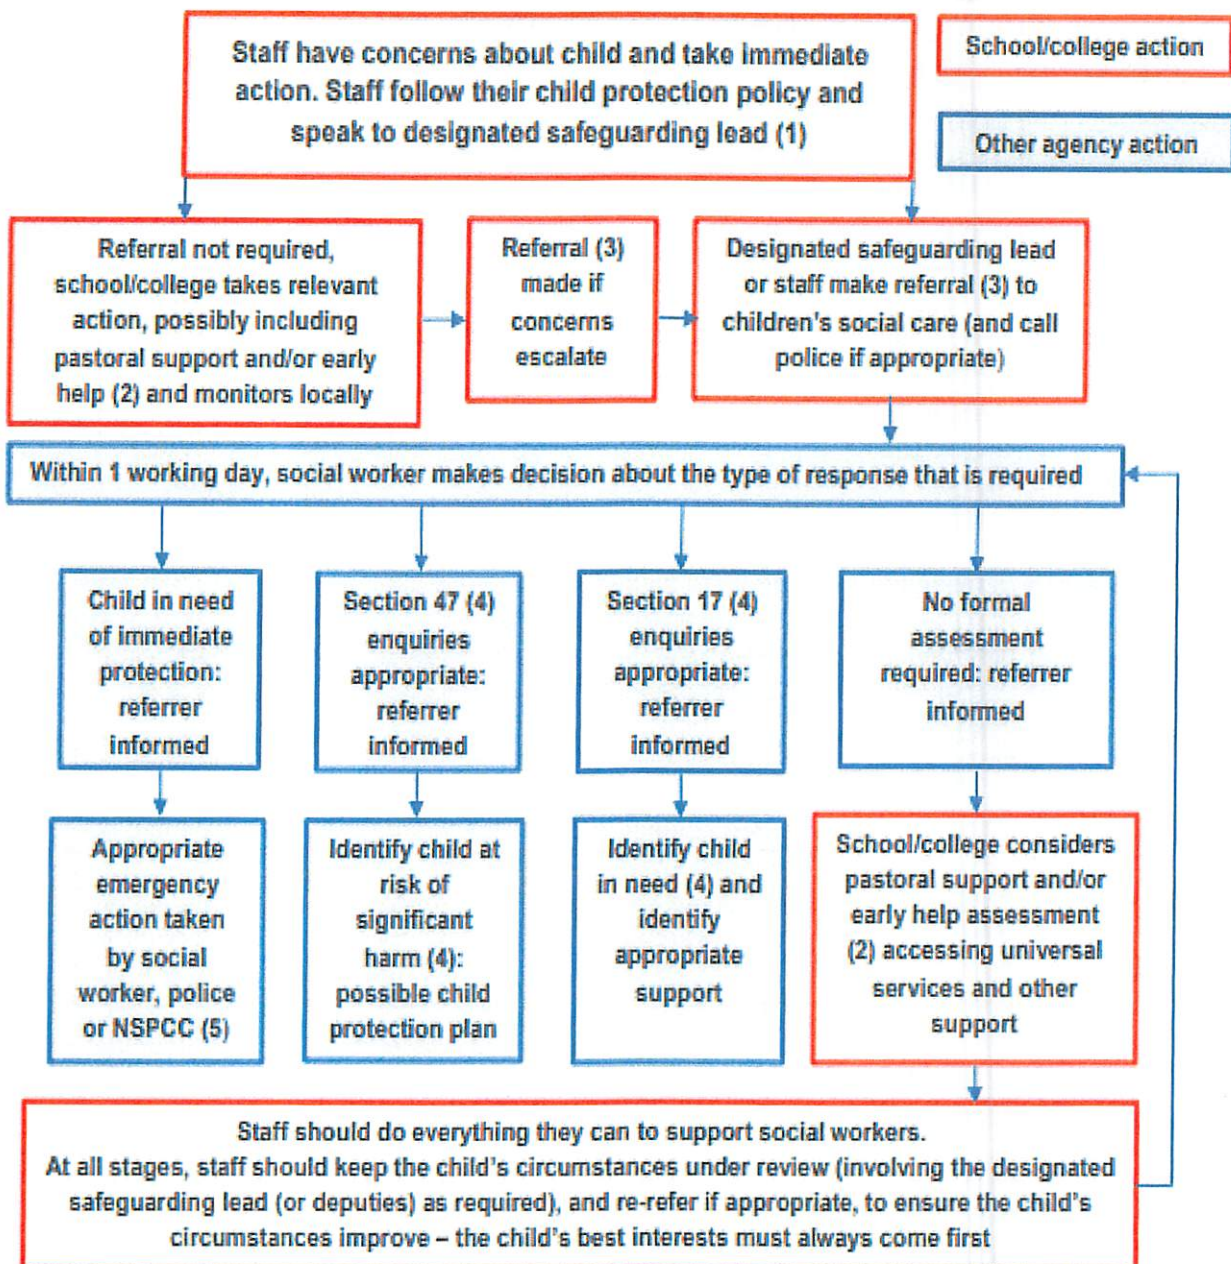 Staff have concerns about child and take immediate
action. Staff follow their child protection policy and
speak to designated safeguarding lead (1)
School/college action
Other agency action
Referral not required,
school/college takes relevant
action, possibly including
pastoral support and/or early
help (2) and monitors locally
Referral (3)
made if
concerns
escalate
Designated safeguarding lead
or staff make referral (3) to
children's social care (and call
police if appropriate)
Within 1 working day, social worker makes decision about the type of response that is required
Child in need
of immediate
protection:
referrer
informed
Section 47 (4)
enquiries
appropriate:
referrer
informed
Section 17 (4)
enquiries
appropriate:
referrer
informed
No formal
assessment
required: referrer
informed
Appropriate
emergency
action taken
by social
worker, police
or NSPCC (5)
Identify child at
risk of
significant
harm (4):
possible child
protection plan
Identify child
in need (4) and
identify
appropriate
support
School/college considers
pastoral support and/or
early help assessment
(2) accessing universal
services and other
support
Staff should do everything they can to support social workers.
At all stages, staff should keep the child's circumstances under review (involving the designated
safeguarding lead (or deputies) as required), and re-refer if appropriate, to ensure the child's
circumstances improve – the child's best interests must always come first